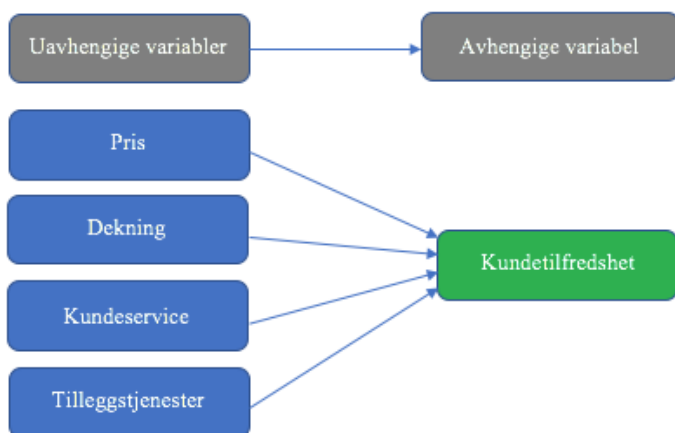 Uavhengige variabler
Avhengige variabel
Pris
Dekning
Kundetilfredshet
Kundeservice
Tilleggstjenester